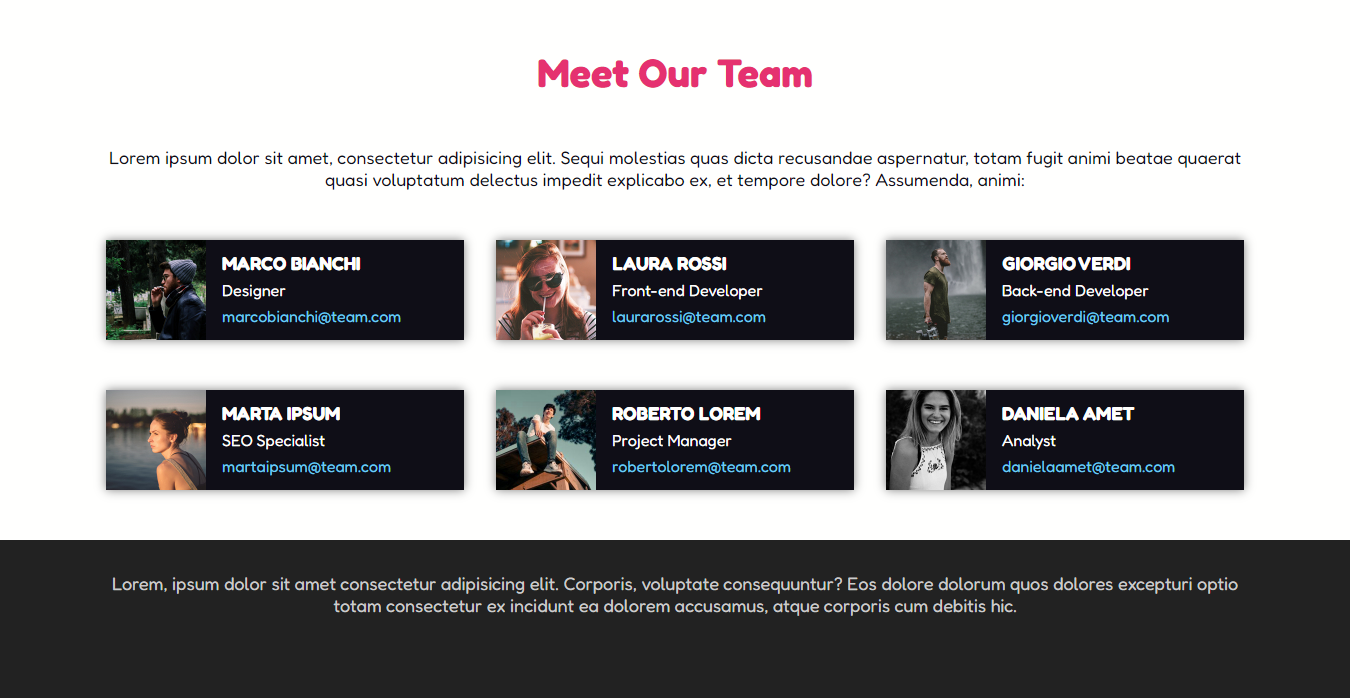 Meet Our Team
Lorem ipsum dolor sit amet, consectetur adipisicing elit. Sequi molestias quas dicta recusandae aspernatur, totam fugit animi beatae quaerat
quasi voluptatum delectus impedit explicabo ex, et tempore dolore? Assumenda, animi:
MARCO BIANCHI
Designer
marcobianchi@team.com
LAURA ROSSI
Front-end Developer
laurarossi@team.com
GIORGIO VERDI
Back-end Developer
giorgioverdi@team.com
MARTA IPSUM
SEO Specialist
martaipsum@team.com
ROBERTO LOREM
Project Manager
robertolorem@team.com
DANIELA AMET
Analyst
danielaamet@team.com
Lorem, ipsum dolor sit amet consectetur adipisicing elit. Corporis, voluptate consequuntur? Eos dolore dolorum quos dolores excepturi optio
totam consectetur ex incidunt ea dolorem accusamus, atque corporis cum debitis hic.